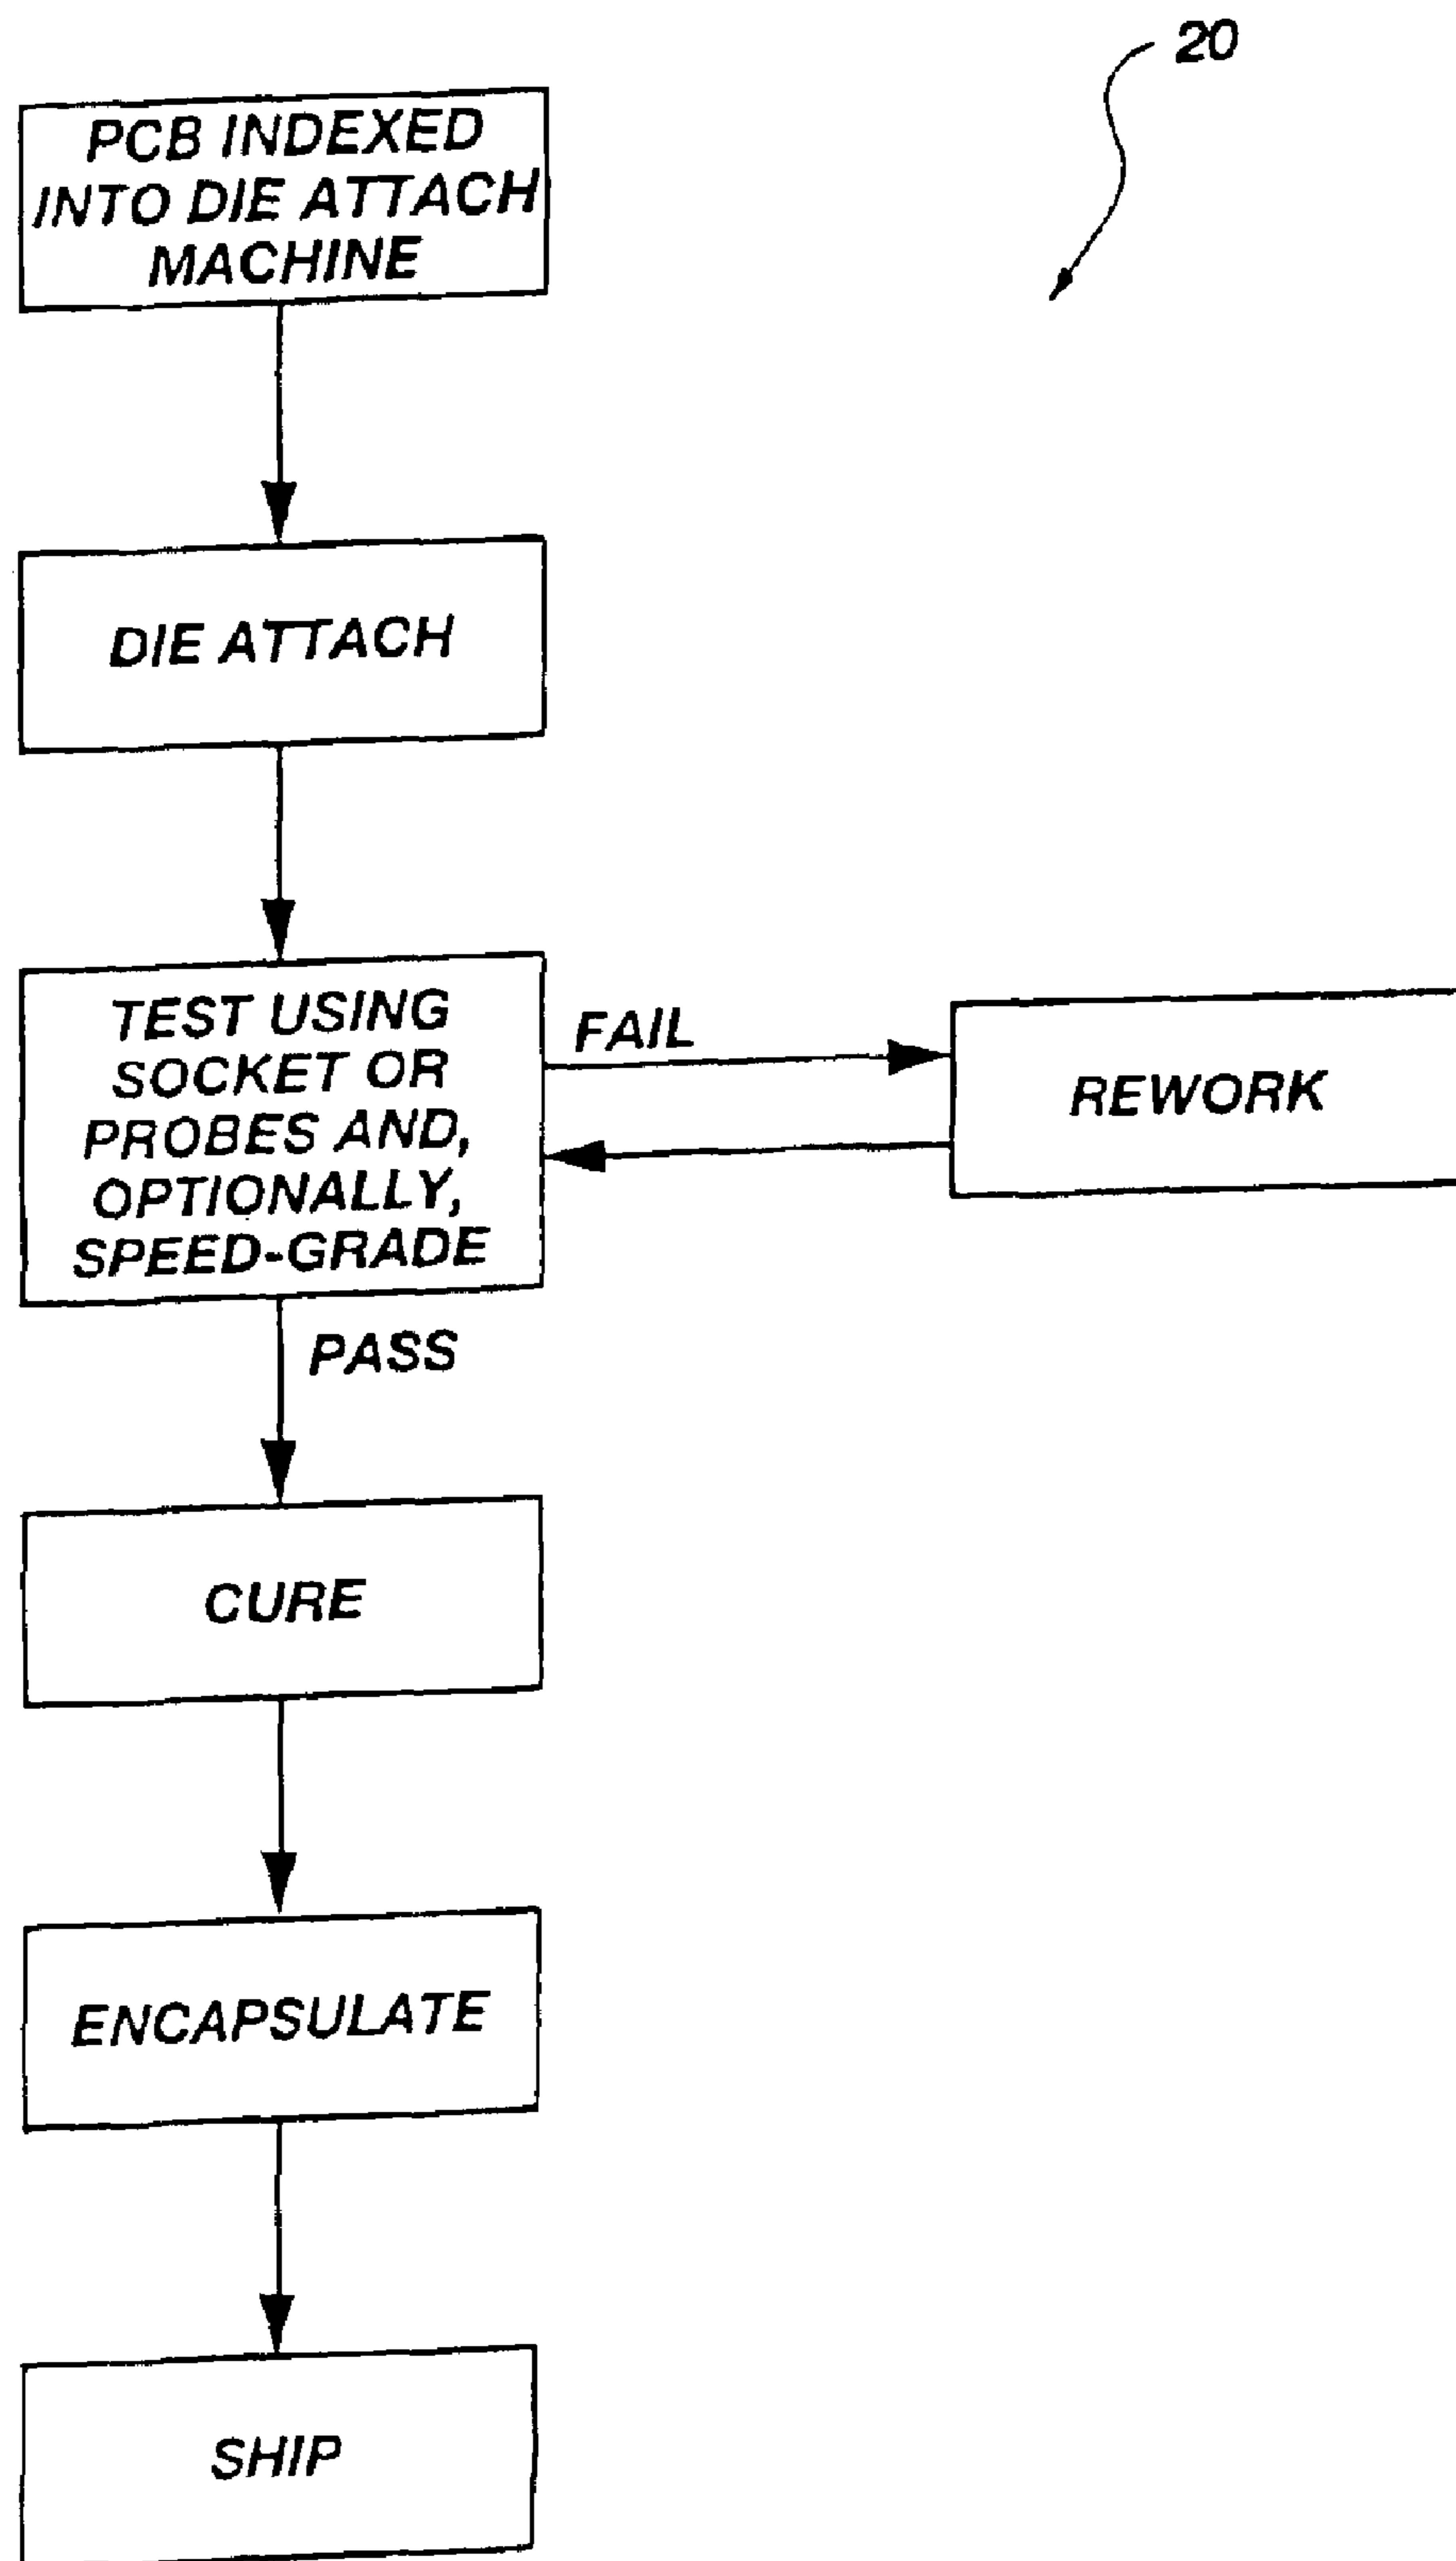 20
PCB INDEXED
INTO DIE ATTACH
MACHINE
DIE ATTACH
TEST USING
SOCKET OR
PROBES AND,
OPTIONALLY,
SPEED-GRADE
FAIL
REWORK
PASS
CURE
ENCAPSULATE
SHIP